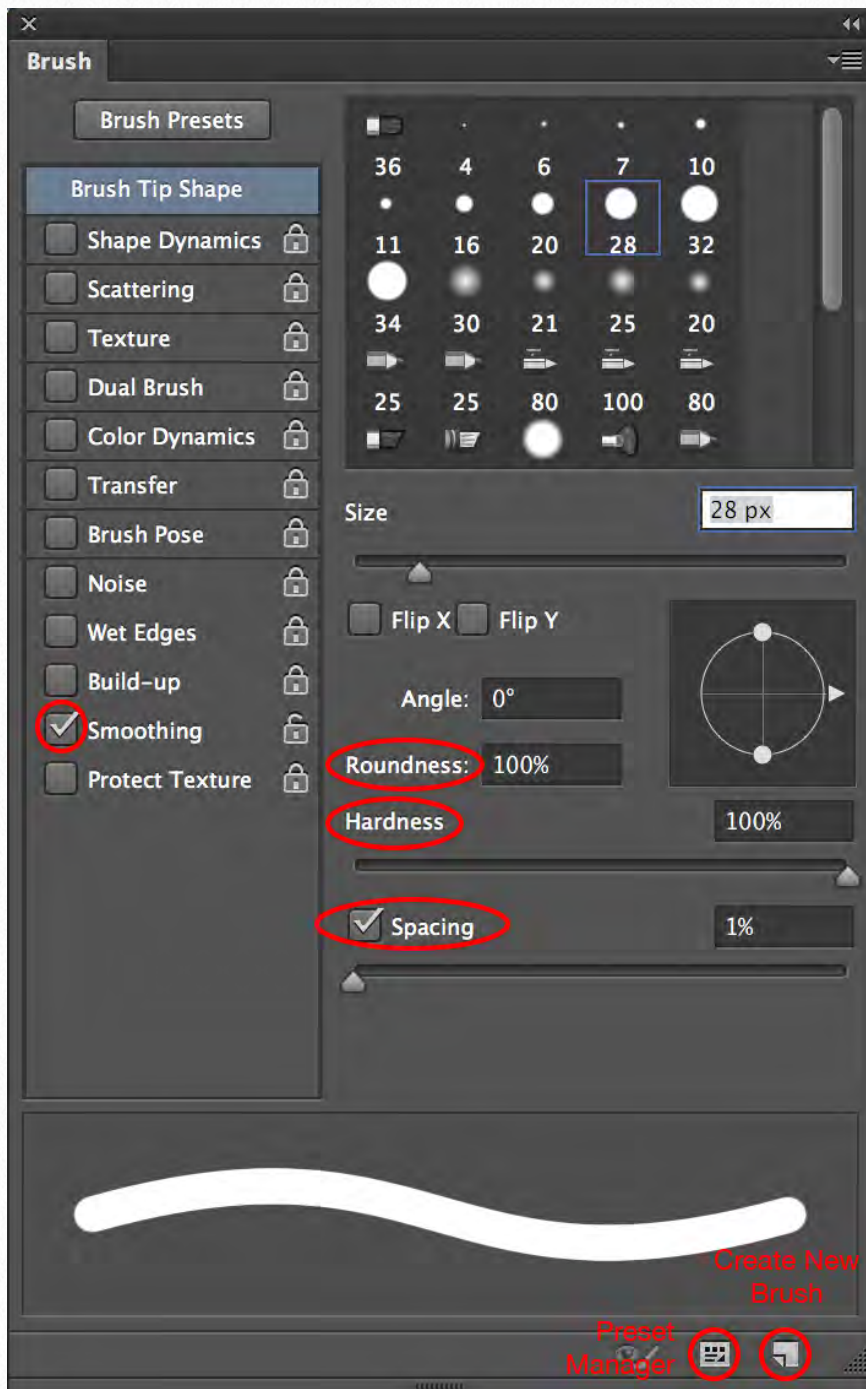 Brush
Brush Presets
Brush Tip Shape
Shape Dynamics
Scattering
Texture
Dual Brush
Color Dynamics
Transfer
Brush Pose
Noise
Wet Edges
Build-up
Smoothing
Protect Texture
36 4 6 7 10
11 16 20 28 32
34 30 21 25 20
25 25 80 100 80
Size 28 px
Flip X Flip Y
Angle: 0°
Roundness: 100%
Hardness 100%
Spacing 1%
Create New
Brush
Preset
Manager